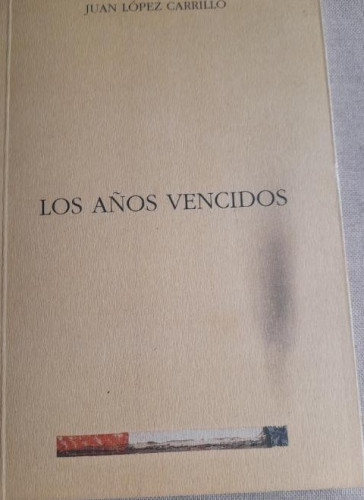 JUAN LÓPEZ CARRILLO
LOS AÑOS VENCIDOS